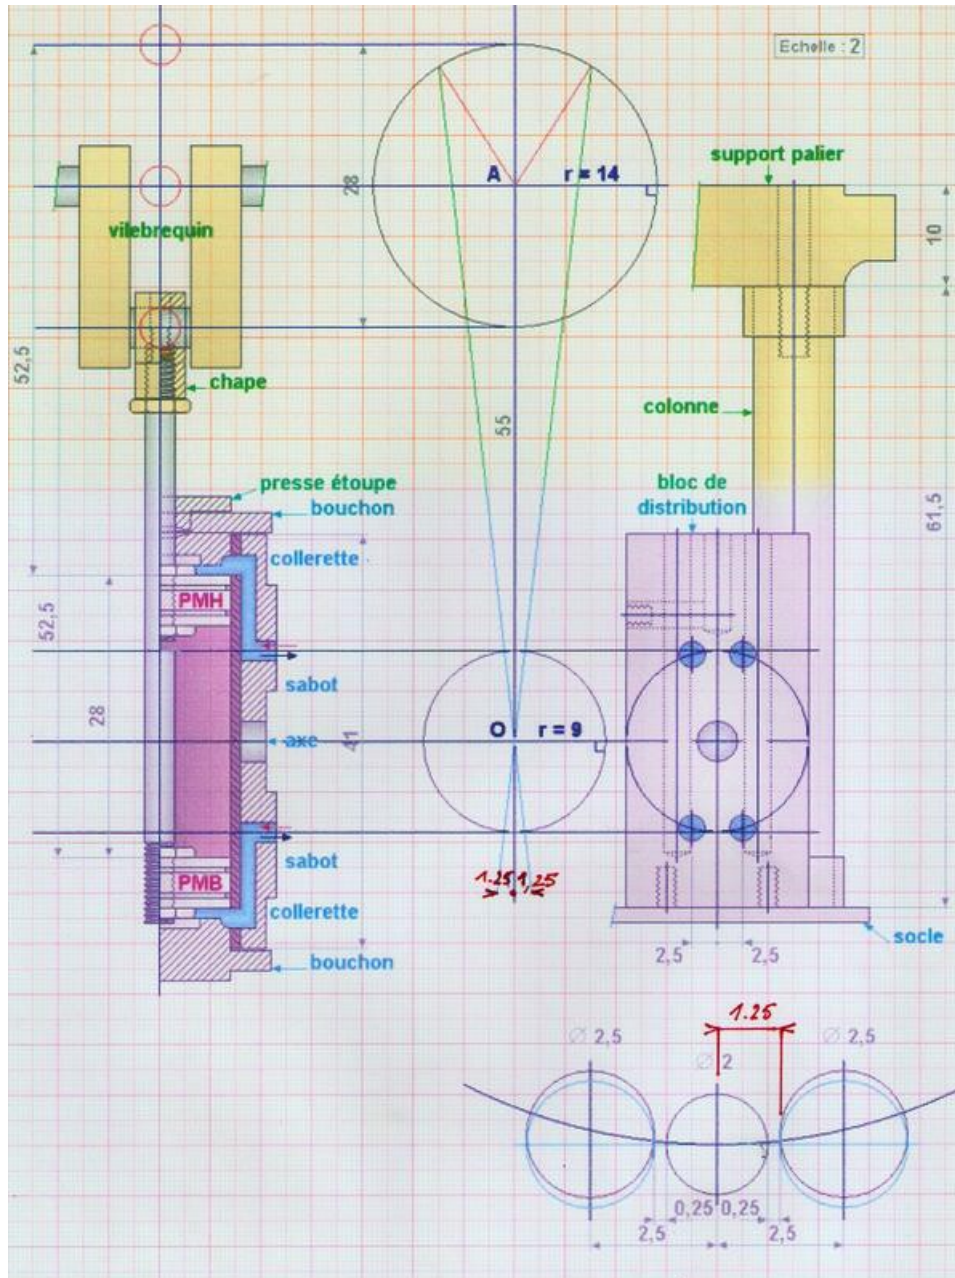 Echelle : 2
support palier
A
r = 14
28
vilebrequin
10
52,5
chape
colonne
55
presse étoupe
bouchon
bloc de
distribution
61,5
collerette
PMH
52,5
sabot
28
O
r = 9
axe
41
sabot
PMB
1.25
1,25
collerette
socle
bouchon
2,5
2,5
1.25
∅ 2,5
∅ 2
∅ 2,5
0,25
0,25
2,5
2,5